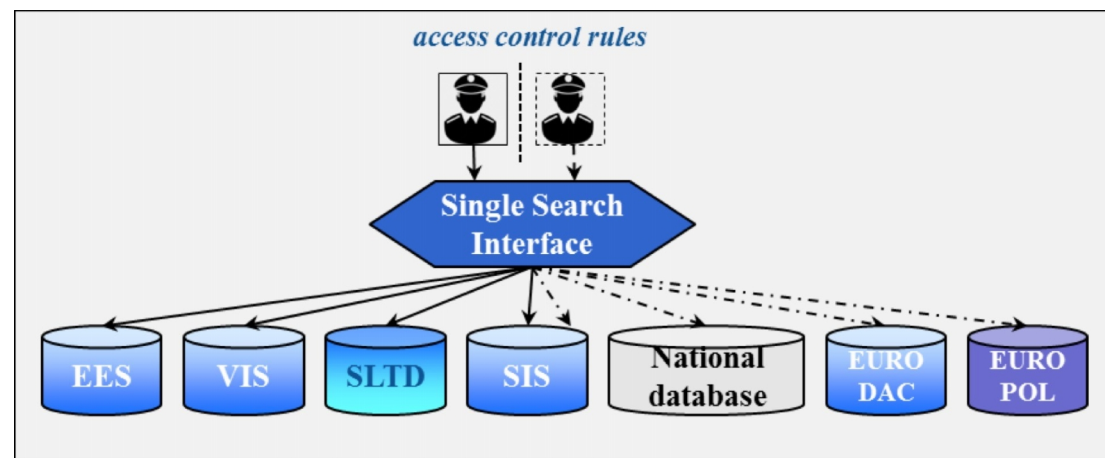 access control rules
Single Search
Interface
EES
VIS
SLTD
SIS
National
database
EURO
DAC
EURO
POL